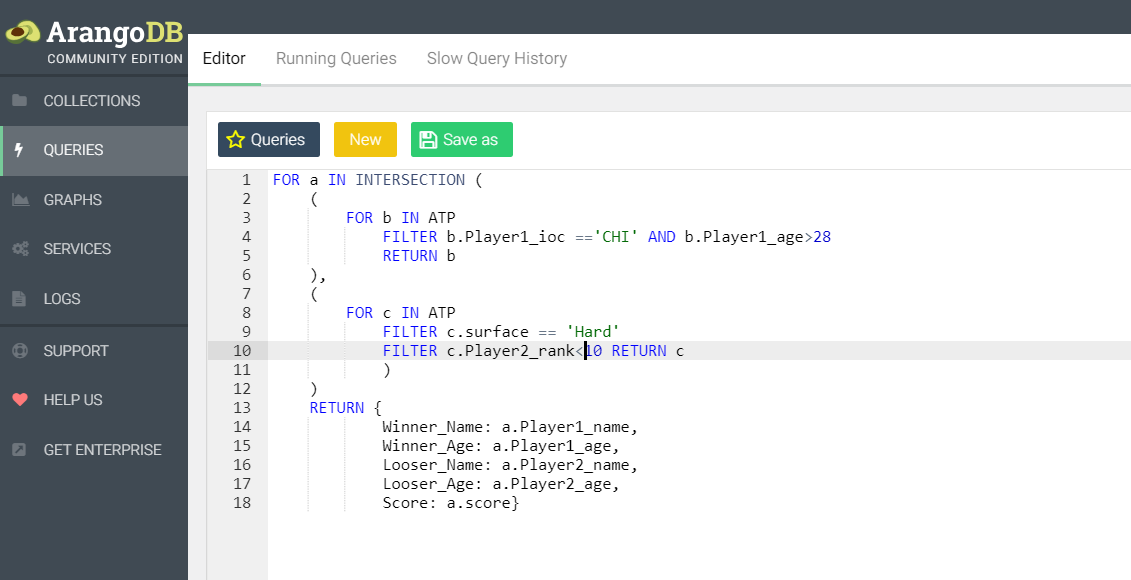 ArangoDB
COMMUNITY EDITION
Editor Running Queries Slow Query History
COLLECTIONS
QUERIES
GRAPHS
SERVICES
LOGS
SUPPORT
HELP US
GET ENTERPRISE
Queries New Save as
1 FOR a IN INTERSECTION (
2 (
3 FOR b IN ATP
4 FILTER b.Player1_ioc =='CHI' AND b.Player1_age>28
5 RETURN b
6 ),
7 (
8 FOR c IN ATP
9 FILTER c.surface == 'Hard'
10 FILTER c.Player2_rank<10 RETURN c
11 )
12 )
13 RETURN {
14 Winner_Name: a.Player1_name,
15 Winner_Age: a.Player1_age,
16 Looser_Name: a.Player2_name,
17 Looser_Age: a.Player2_age,
18 Score: a.score}